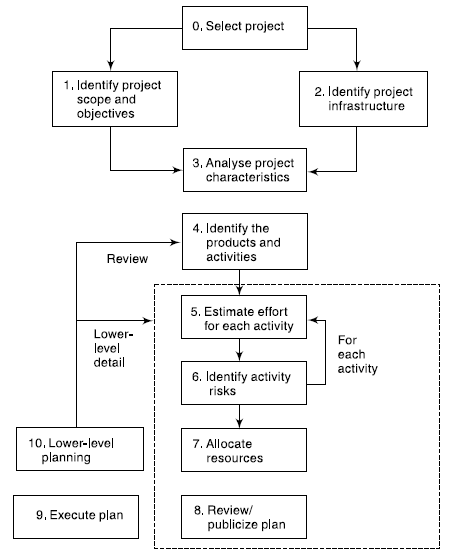 0. Select project
1. Identify project
scope and
objectives
2. Identify project
infrastructure
3. Analyse project
characteristics
4. Identify the
products and
activities
Review
5. Estimate effort
for each activity
Lower-
level
detail
For
each
activity
6. Identify activity
risks
10. Lower-level
planning
7. Allocate
resources
9. Execute plan
8. Review/
publicize plan